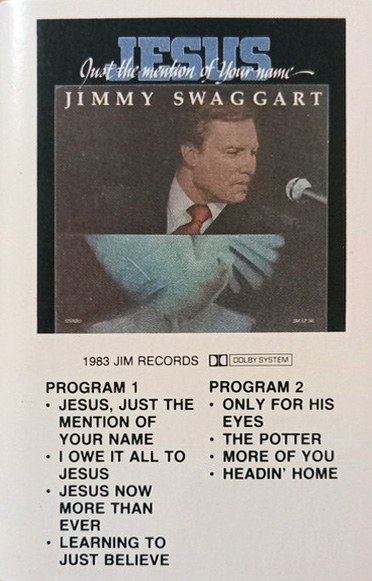 JESUS
Just the mention of Your name
JIMMY SWAGGART
STEREO
1983 JIM RECORDS DOLBY SYSTEM
PROGRAM 1
• JESUS, JUST THE
MENTION OF
YOUR NAME
• I OWE IT ALL TO
JESUS
• JESUS NOW
MORE THAN
EVER
• LEARNING TO
JUST BELIEVE
PROGRAM 2
• ONLY FOR HIS
EYES
• THE POTTER
• MORE OF YOU
• HEADIN' HOME